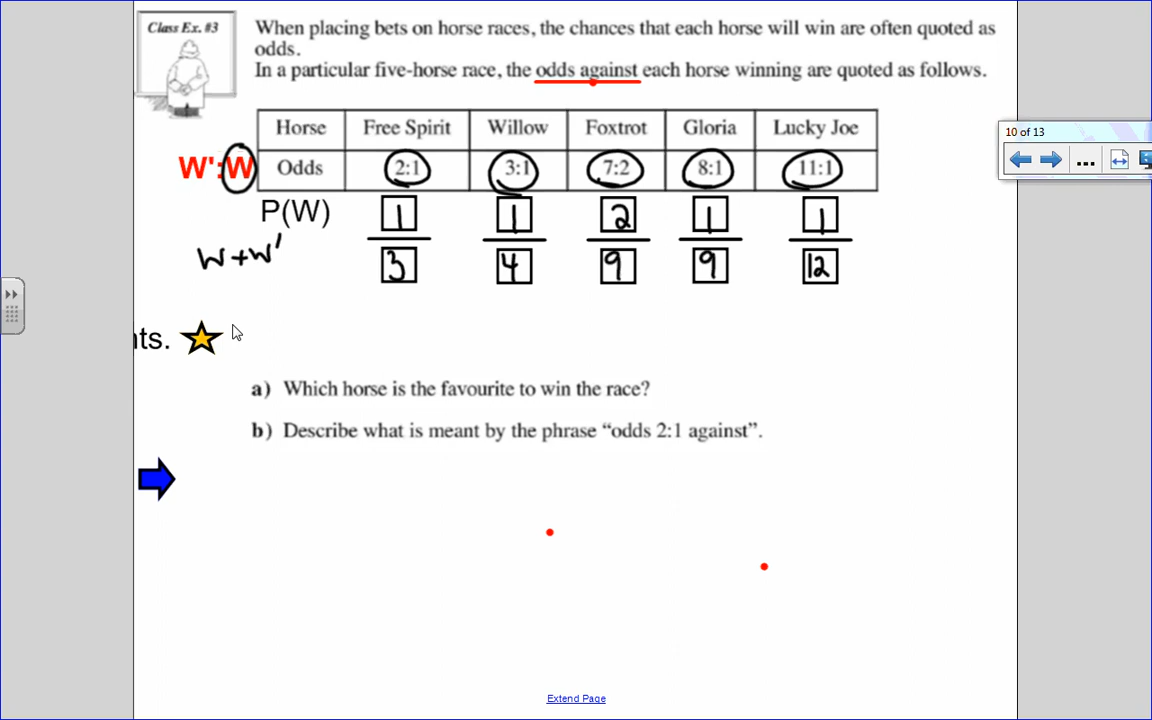 Class Ex. #3
When placing bets on horse races, the chances that each horse will win are often quoted as
odds.
In a particular five-horse race, the odds against each horse winning are quoted as follows.
10 of 13
...
Horse Free Spirit Willow Foxtrot Gloria Lucky Joe
W':W Odds 2:1 3:1 7:2 8:1 11:1
P(W) 1 1 2 1 1
W+W' 3 4 9 9 12
nts.
a) Which horse is the favourite to win the race?
b) Describe what is meant by the phrase “odds 2:1 against”.
Extend Page